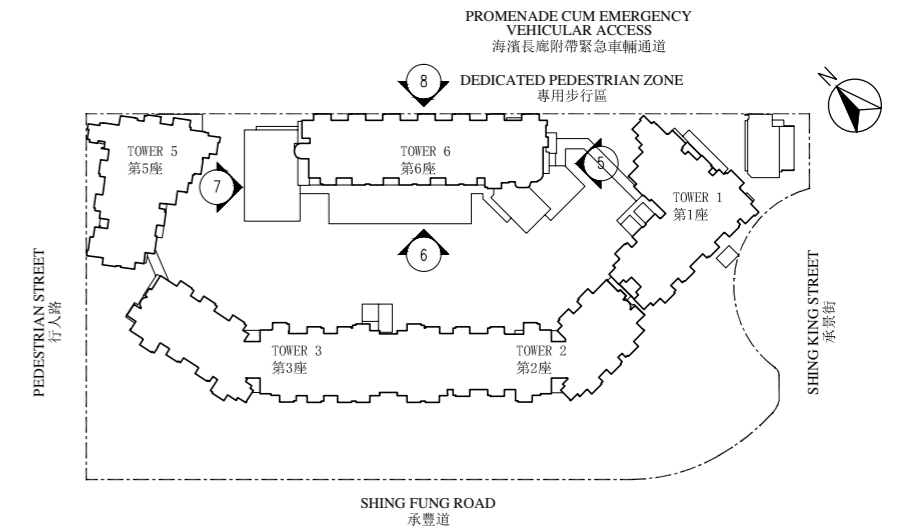 PROMENADE CUM EMERGENCY
VEHICULAR ACCESS
海濱長廊附帶緊急車輛通道
8
DEDICATED PEDESTRIAN ZONE
專用步行區
N
TOWER 5
第5座
TOWER 6
第6座
5
7
TOWER 1
第1座
6
PEDESTRIAN STREET
行人路
SHING KING STREET
承景街
TOWER 3
第3座
TOWER 2
第2座
SHING FUNG ROAD
承豐道